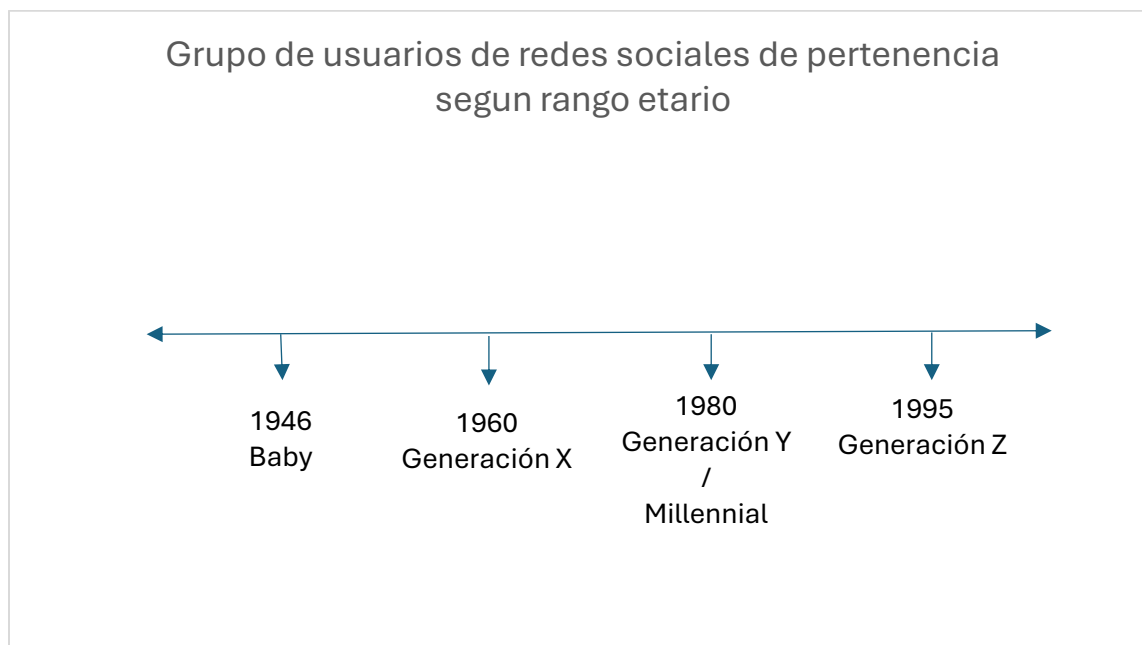 Grupo de usuarios de redes sociales de pertenencia
segun rango etario
1946
Baby
1960
Generación X
1980
Generación Y
/
Millennial
1995
Generación Z